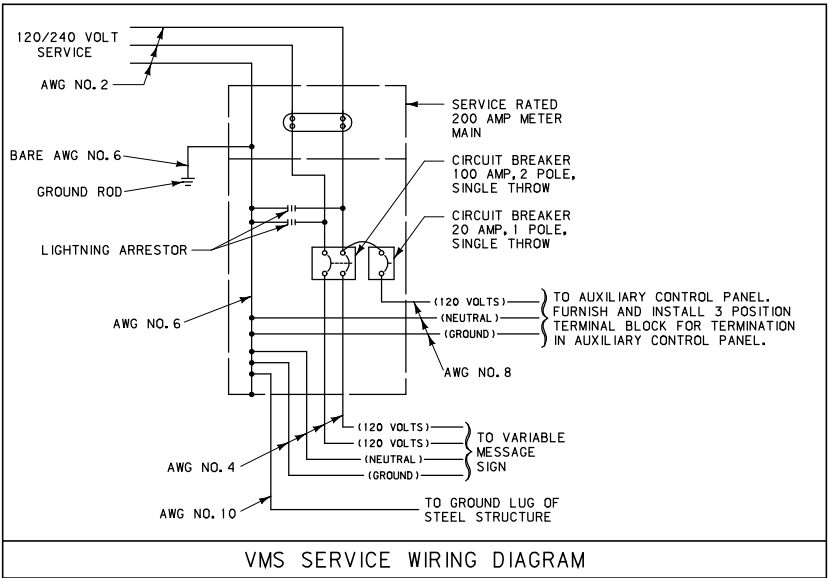 120/240 VOLT
SERVICE
AWG NO. 2
SERVICE RATED
200 AMP METER
MAIN
BARE AWG NO. 6
GROUND ROD
CIRCUIT BREAKER
100 AMP, 2 POLE,
SINGLE THROW
CIRCUIT BREAKER
20 AMP, 1 POLE,
SINGLE THROW
LIGHTNING ARRESTOR
AWG NO. 6
(120 VOLTS)
(NEUTRAL)
(GROUND)
TO AUXILIARY CONTROL PANEL.
FURNISH AND INSTALL 3 POSITION
TERMINAL BLOCK FOR TERMINATION
IN AUXILIARY CONTROL PANEL.
AWG NO. 8
AWG NO. 4
(120 VOLTS)
(120 VOLTS)
(NEUTRAL)
(GROUND)
TO VARIABLE
MESSAGE
SIGN
AWG NO. 10
TO GROUND LUG OF
STEEL STRUCTURE
VMS SERVICE WIRING DIAGRAM